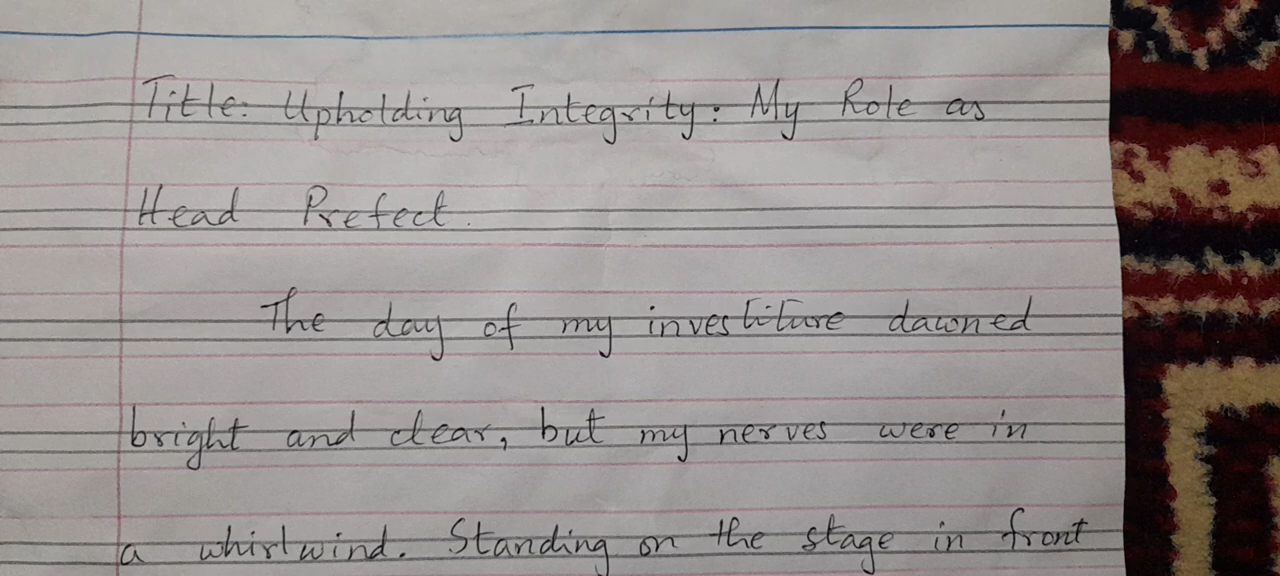 Title: Upholding Integrity: My Role as
Head Prefect.
The day of my investiture dawned
bright and clear, but my nerves were in
a whirlwind. Standing on the stage in front